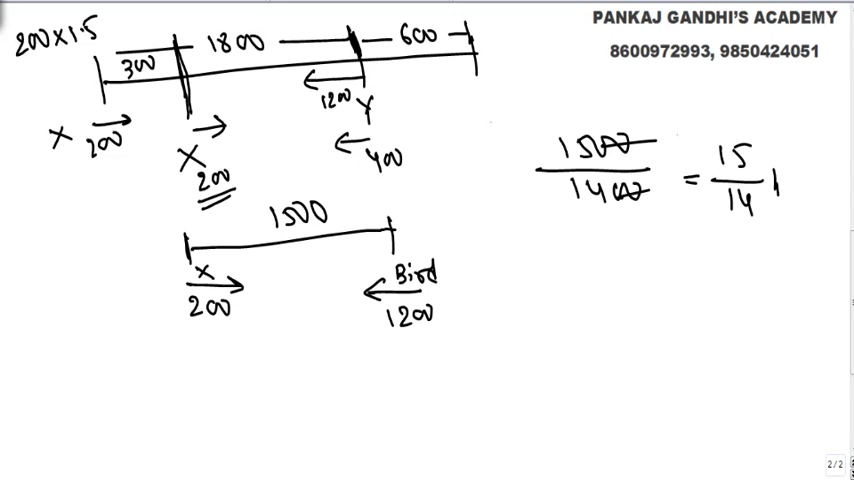 PANKAJ GANDHI'S ACADEMY
8600972993, 9850424051
200×1.5
300
1800
600
1200 Y
X 200
X 200
400
1500
X
200
Bird
1200
1500
1400
= 15
14 h
2/2